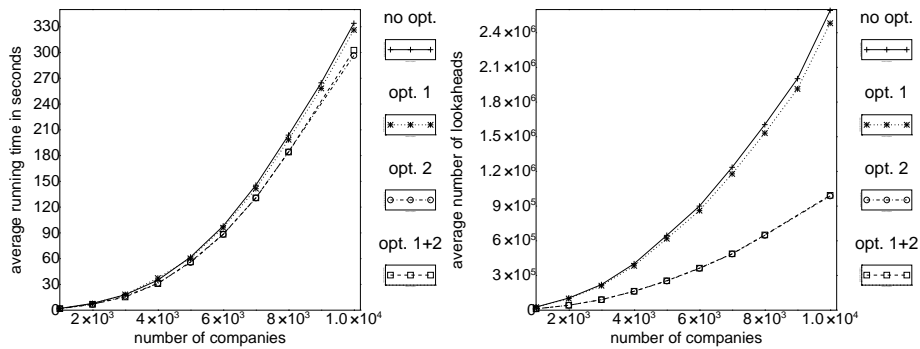 average running time in seconds
330
300
270
240
210
180
150
120
90
60
30
0
2×10³ 4×10³ 6×10³ 8×10³ 1.0×10⁴
number of companies
no opt.
opt. 1
opt. 2
opt. 1+2
average number of lookaheads
2.4×10⁶
2.1×10⁶
1.8×10⁶
1.5×10⁶
1.2×10⁶
9×10⁵
6×10⁵
3×10⁵
0
2×10³ 4×10³ 6×10³ 8×10³ 1.0×10⁴
number of companies
no opt.
opt. 1
opt. 2
opt. 1+2